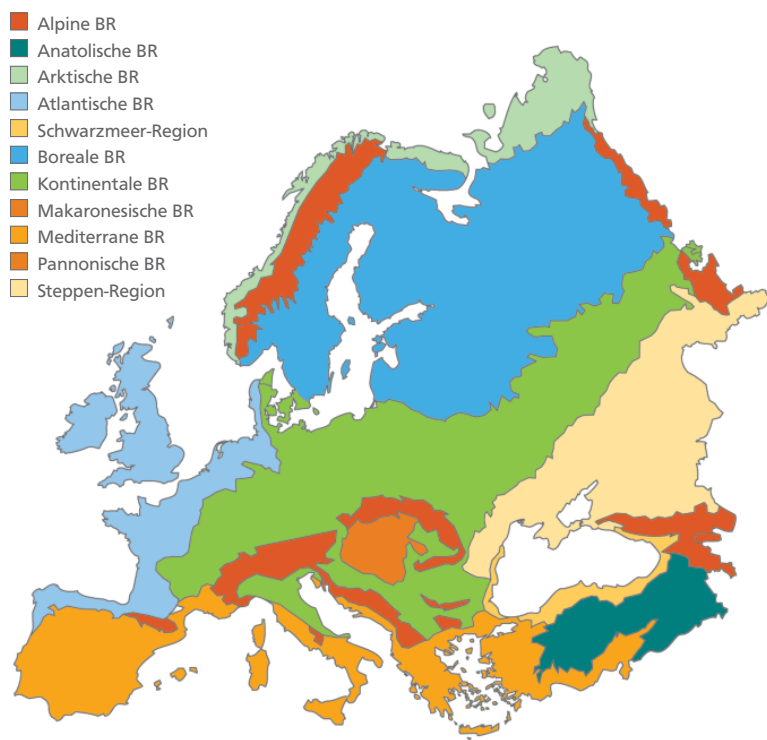 Alpine BR
Anatolische BR
Arktische BR
Atlantische BR
Schwarzmeer-Region
Boreale BR
Kontinentale BR
Makaronesische BR
Mediterrane BR
Pannonische BR
Steppen-Region